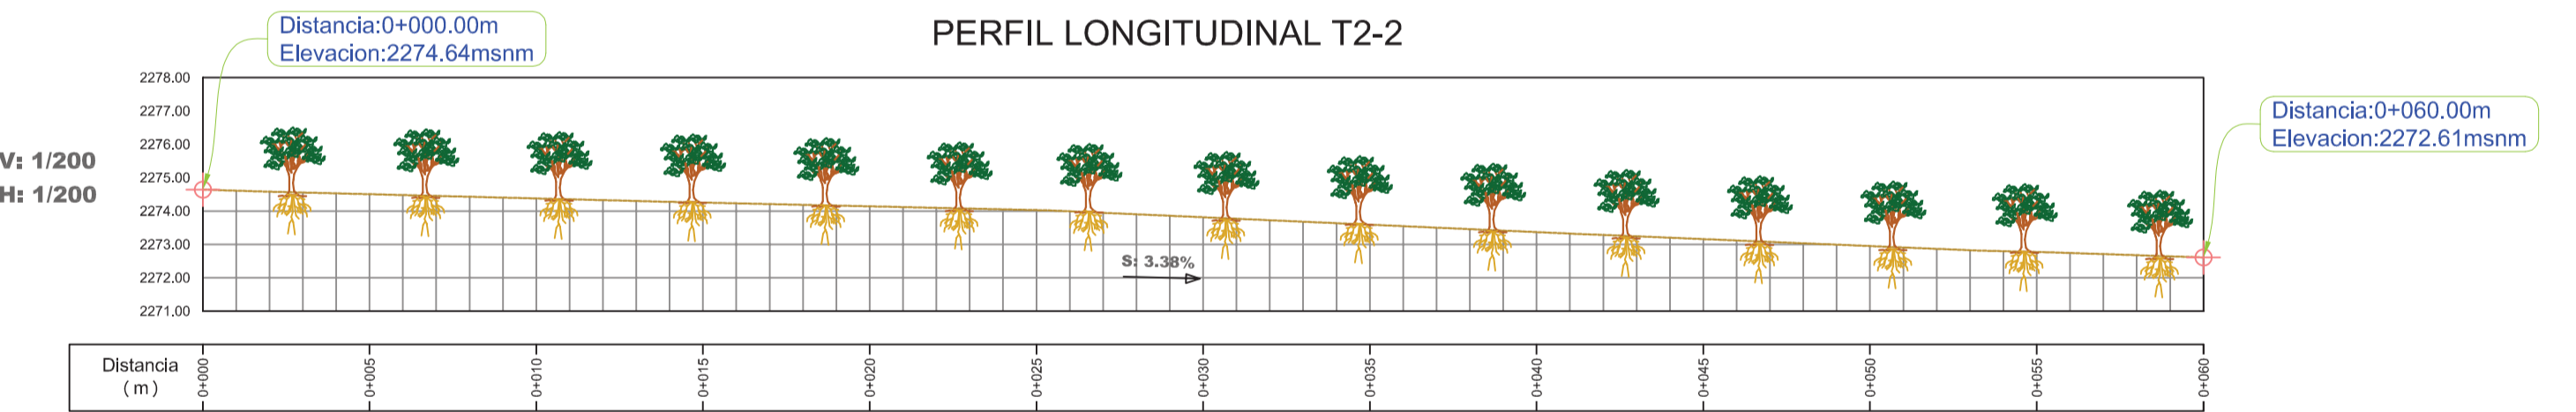 PERFIL LONGITUDINAL T2-2
Distancia:0+000.00m
Elevacion:2274.64msnm
Distancia:0+060.00m
Elevacion:2272.61msnm
V: 1/200
H: 1/200
2278.00
2277.00
2276.00
2275.00
2274.00
2273.00
2272.00
2271.00
S: 3.38%
Distancia
( m )
0+000
0+005
0+010
0+015
0+020
0+025
0+030
0+035
0+040
0+045
0+050
0+055
0+060